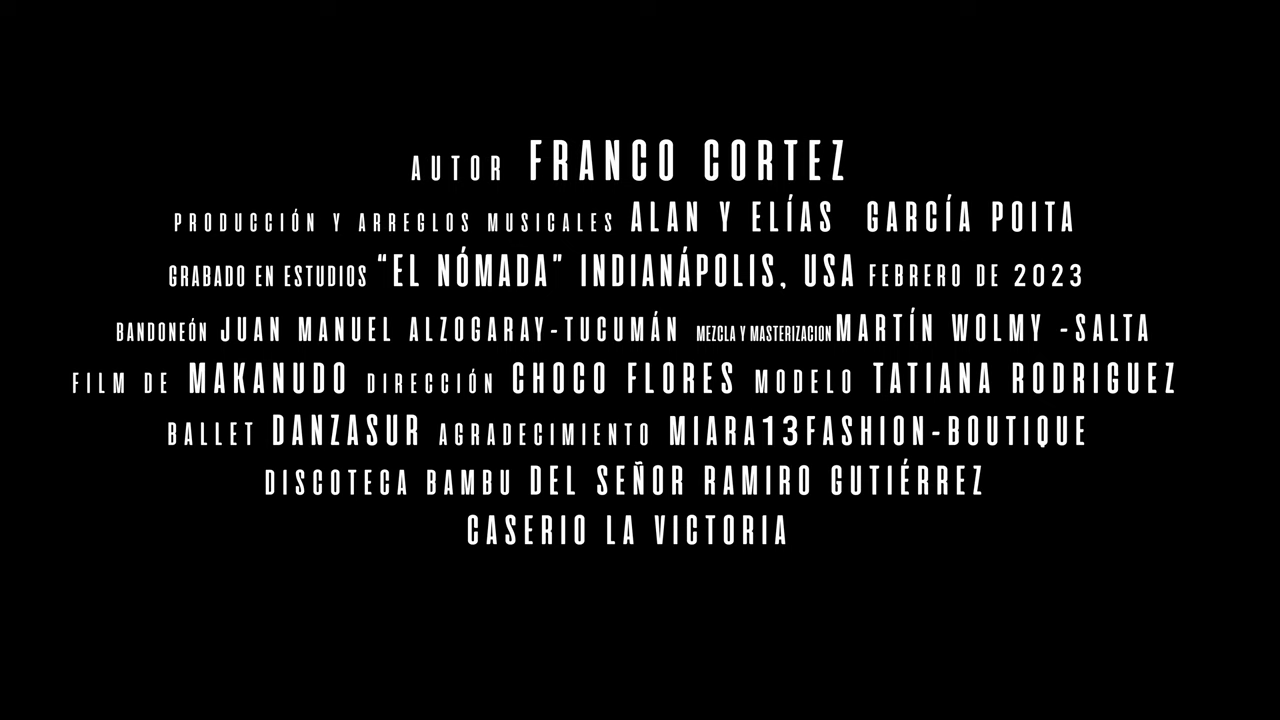 AUTOR FRANCO CORTEZ
PRODUCCIÓN Y ARREGLOS MUSICALES ALAN Y ELÍAS GARCÍA POITA
GRABADO EN ESTUDIOS “EL NÓMADA” INDIANÁPOLIS, USA FEBRERO DE 2023
BANDONEÓN JUAN MANUEL ALZOGARAY-TUCUMÁN MEZCLA Y MASTERIZACION MARTÍN WOLMY -SALTA
FILM DE MAKANUDO DIRECCIÓN CHOCO FLORES MODELO TATIANA RODRIGUEZ
BALLET DANZASUR AGRADECIMIENTO MIARA13FASHION-BOUTIQUE
DISCOTECA BAMBU DEL SEÑOR RAMIRO GUTIÉRREZ
CASERIO LA VICTORIA